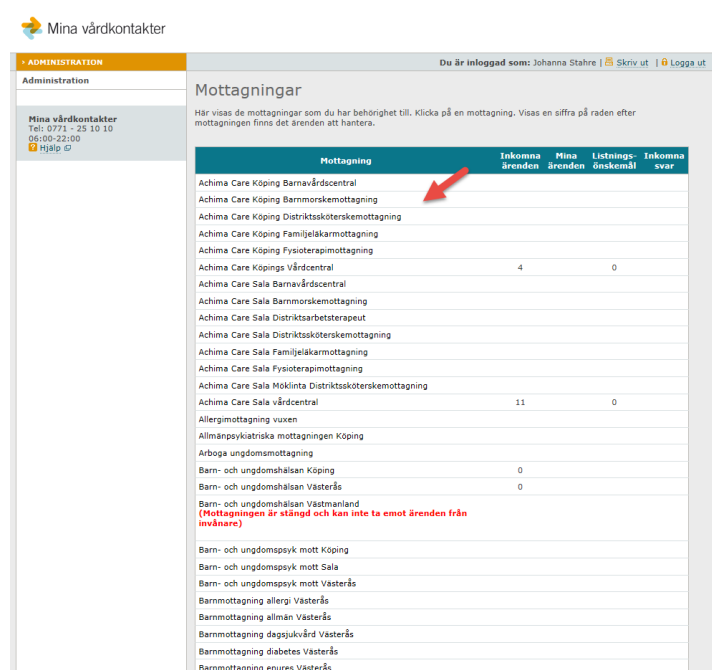 Mina vårdkontakter
ADMINISTRATION
Du är inloggad som: Johanna Stahre | Skriv ut | Logga ut
Administration
Mina vårdkontakter
Tel: 0771 - 25 10 10
06:00-22:00
Hjälp
Mottagningar
Här visas de mottagningar som du har behörighet till. Klicka på en mottagning. Visas en siffra på raden efter
mottagningen finns det ärenden att hantera.
Mottagning Inkomna ärenden Mina ärenden Listnings-önskemål Inkomna svar
Achima Care Köping Barnavårdscentral
Achima Care Köping Barnmorskemottagning
Achima Care Köping Distriktssköterskemottagning
Achima Care Köping Familjeläkarmottagning
Achima Care Köping Fysioterapimottagning
Achima Care Köpings Vårdcentral 4 0
Achima Care Sala Barnavårdscentral
Achima Care Sala Barnmorskemottagning
Achima Care Sala Distriktsarbetsterapeut
Achima Care Sala Distriktssköterskemottagning
Achima Care Sala Familjeläkarmottagning
Achima Care Sala Fysioterapimottagning
Achima Care Sala Möklinta Distriktssköterskemottagning
Achima Care Sala vårdcentral 11 0
Allergimottagning vuxen
Allmänpsykiatriska mottagningen Köping
Arboga ungdomsmottagning
Barn- och ungdomshälsan Köping 0
Barn- och ungdomshälsan Västerås 0
Barn- och ungdomshälsan Västmanland
(Mottagningen är stängd och kan inte ta emot ärenden från
invånare)
Barn- och ungdomspsyk mott Köping
Barn- och ungdomspsyk mott Sala
Barn- och ungdomspsyk mott Västerås
Barnmottagning allergi Västerås
Barnmottagning allmän Västerås
Barnmottagning dagsjukvård Västerås
Barnmottagning diabetes Västerås
Barnmottagning enures Västerås